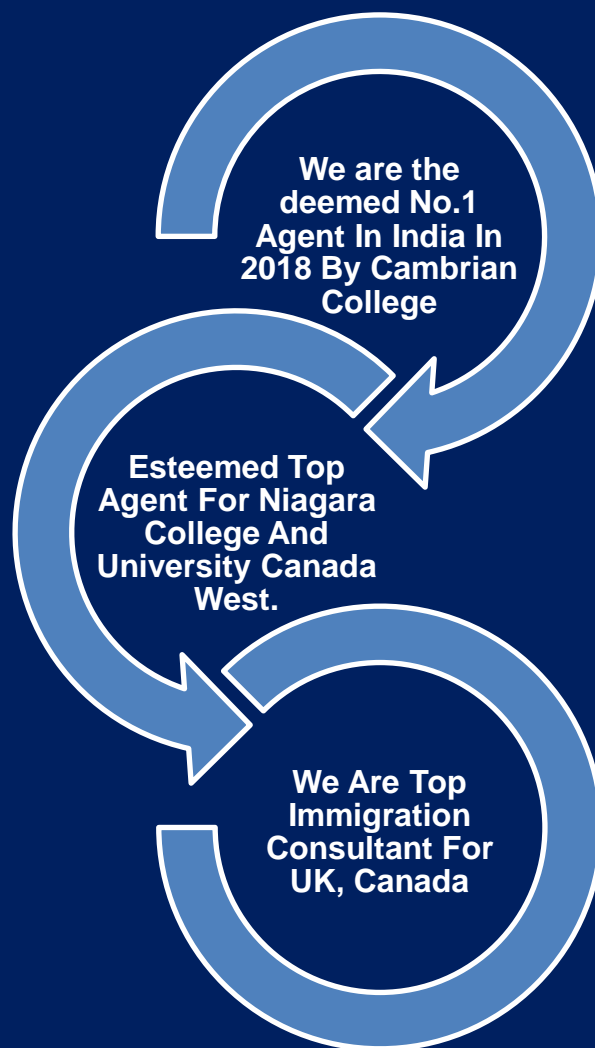 We are the
deemed No.1
Agent In India In
2018 By Cambrian
College
Esteemed Top
Agent For Niagara
College And
University Canada
West.
We Are Top
Immigration
Consultant For
UK, Canada